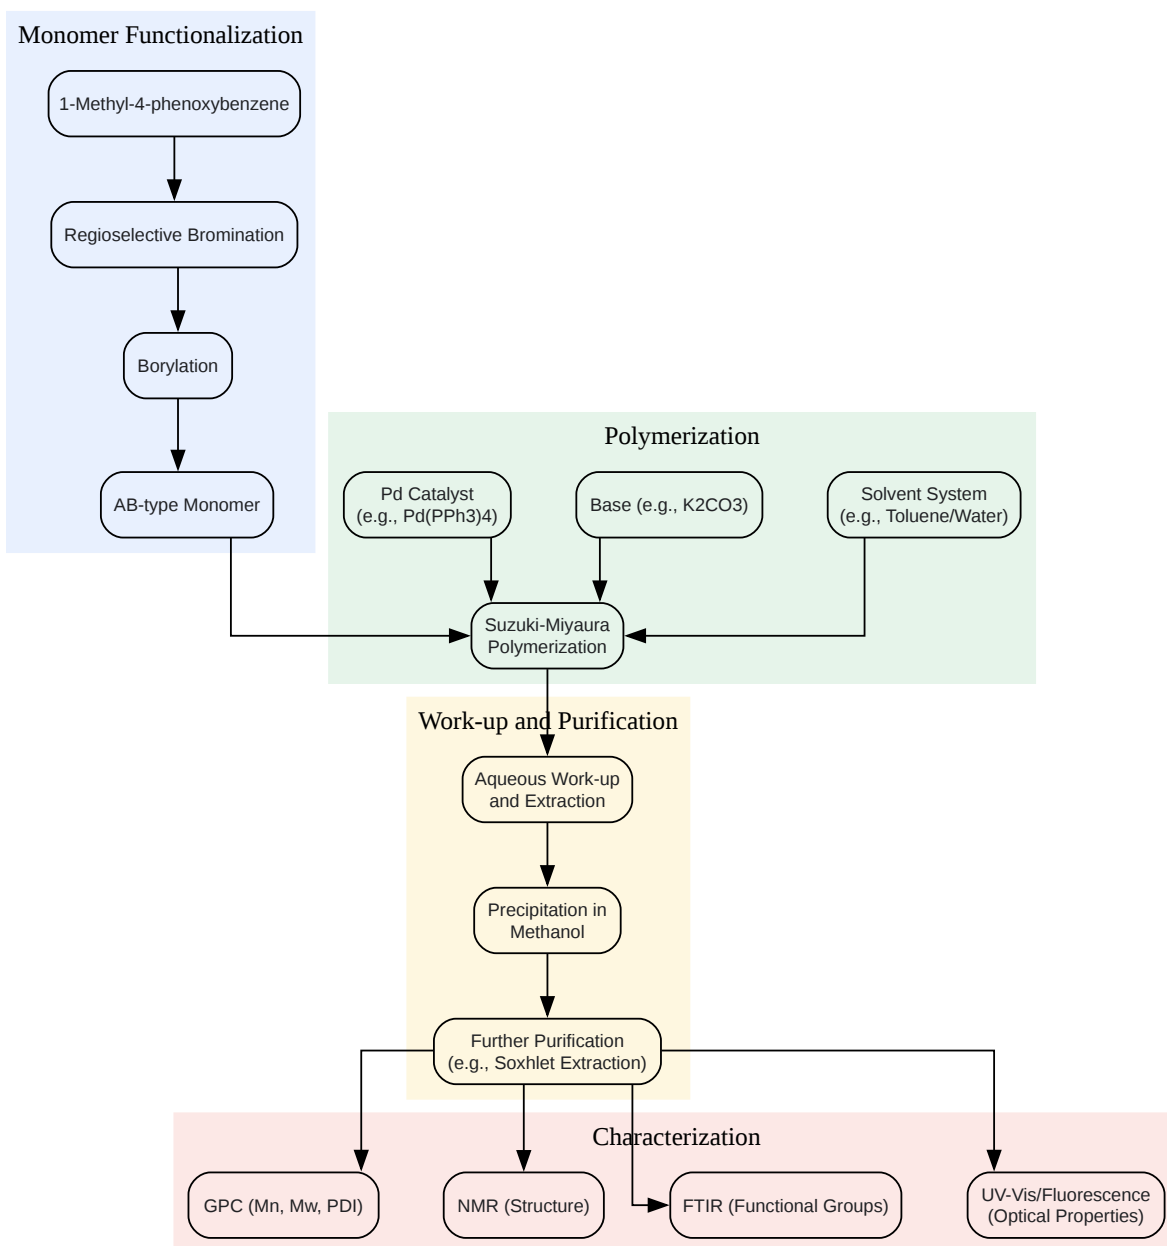 Monomer Functionalization
1-Methyl-4-phenoxybenzene
Regioselective Bromination
Borylation
AB-type Monomer
Polymerization
Pd Catalyst
(e.g., Pd(PPh3)4)
Base (e.g., K2CO3)
Solvent System
(e.g., Toluene/Water)
Suzuki-Miyaura
Polymerization
Work-up and Purification
Aqueous Work-up
and Extraction
Precipitation in
Methanol
Further Purification
(e.g., Soxhlet Extraction)
Characterization
GPC (Mn, Mw, PDI)
NMR (Structure)
FTIR (Functional Groups)
UV-Vis/Fluorescence
(Optical Properties)